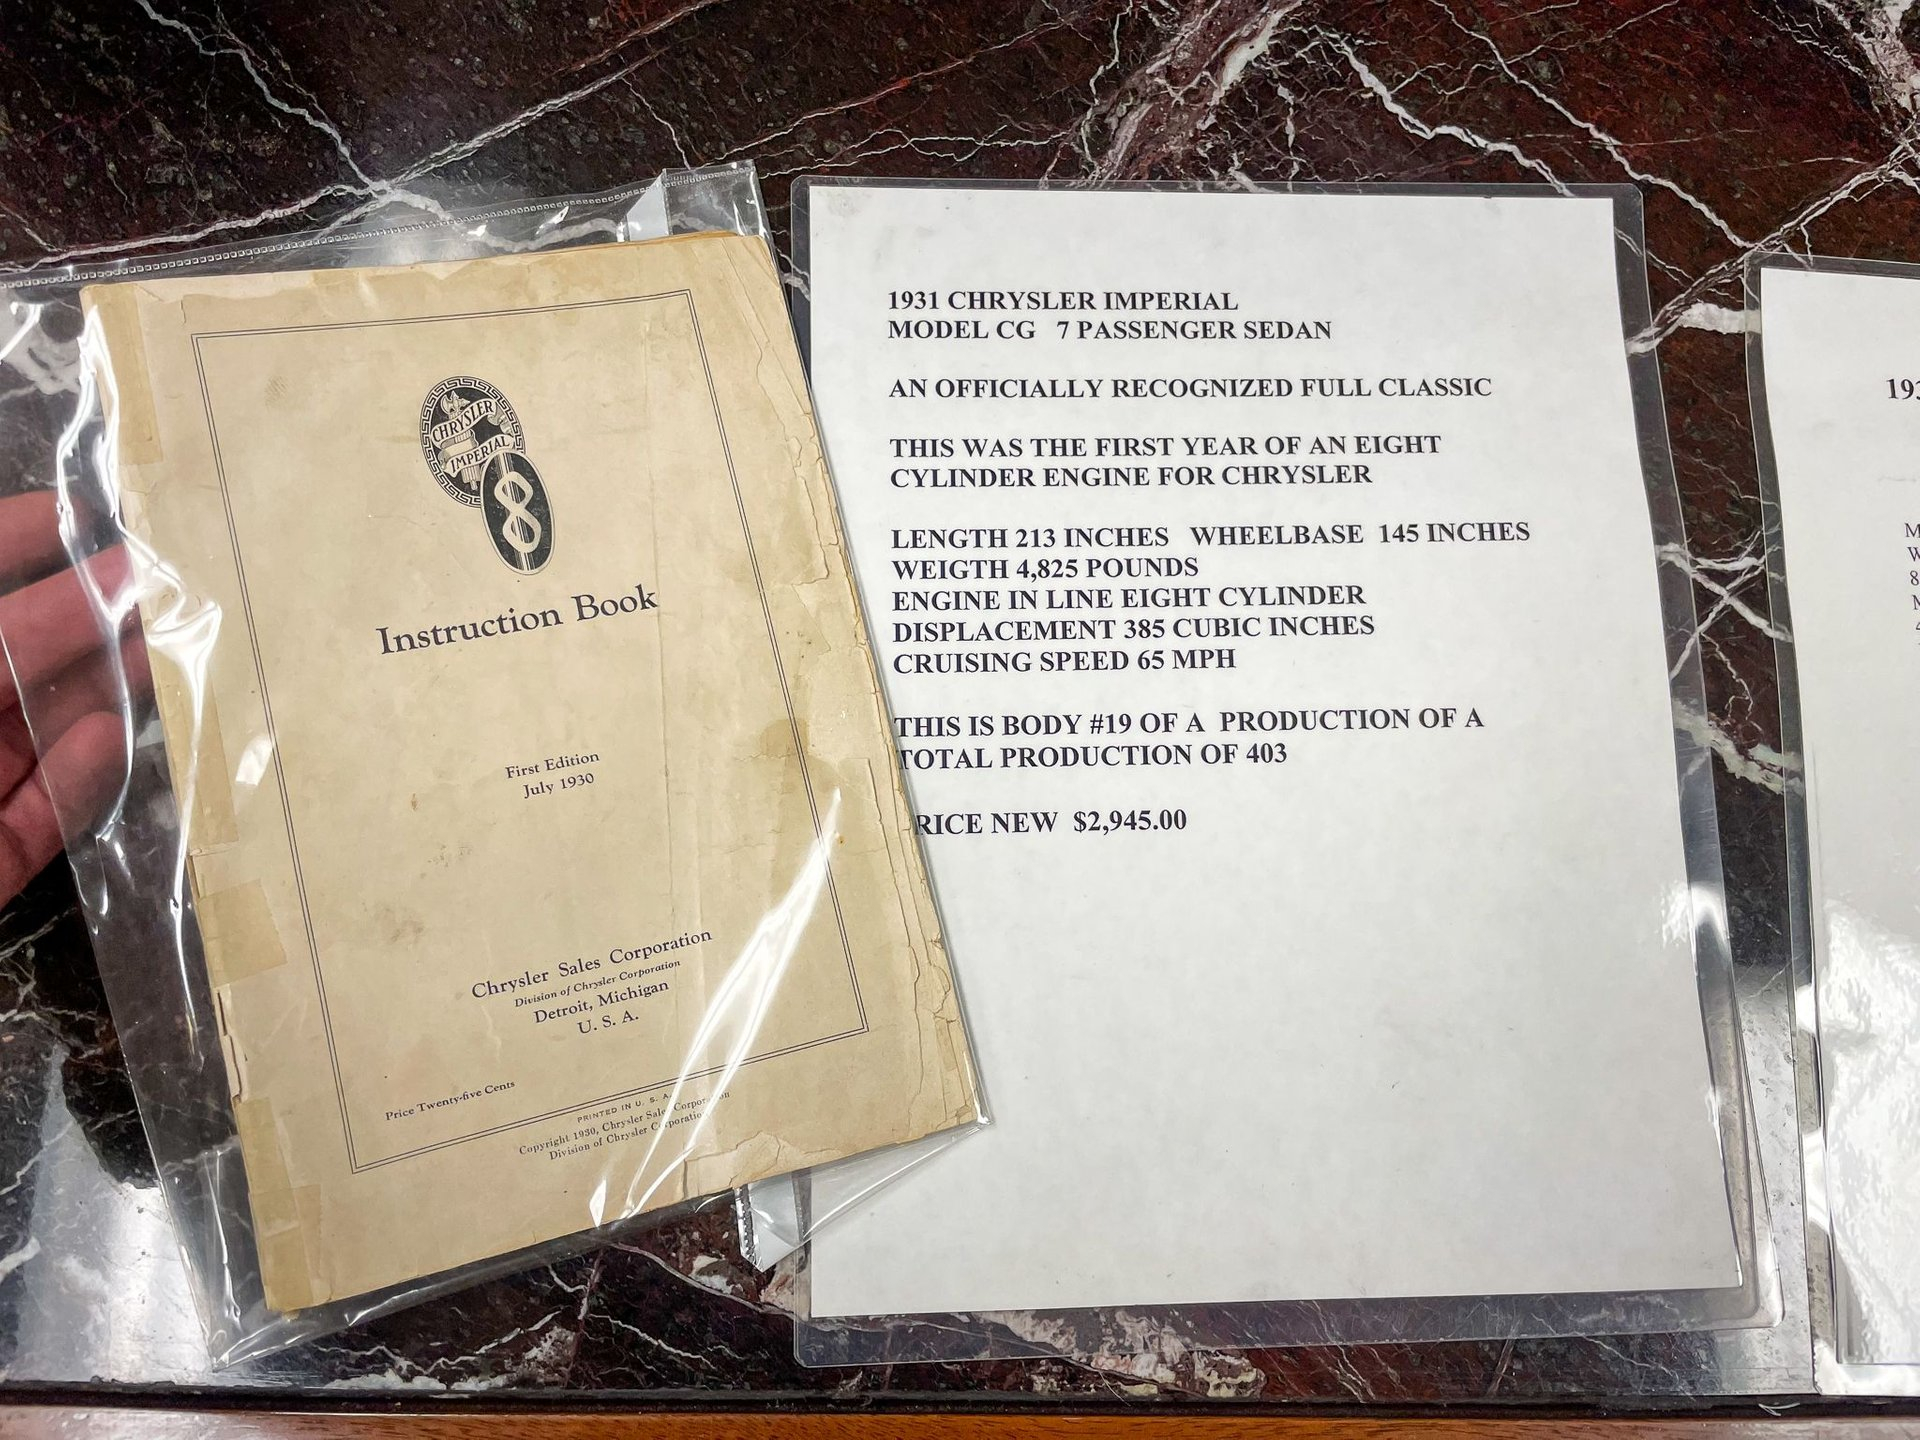 CHRYSLER
IMPERIAL
8
Instruction Book
First Edition
July 1930
Chrysler Sales Corporation
Division of Chrysler Corporation
Detroit, Michigan
U. S. A.
Price Twenty-five Cents
PRINTED IN U. S. A.
Copyright 1930, Chrysler Sales Corporation
Division of Chrysler Corporation
1931 CHRYSLER IMPERIAL
MODEL CG 7 PASSENGER SEDAN
AN OFFICIALLY RECOGNIZED FULL CLASSIC
THIS WAS THE FIRST YEAR OF AN EIGHT
CYLINDER ENGINE FOR CHRYSLER
LENGTH 213 INCHES WHEELBASE 145 INCHES
WEIGTH 4,825 POUNDS
ENGINE IN LINE EIGHT CYLINDER
DISPLACEMENT 385 CUBIC INCHES
CRUISING SPEED 65 MPH
THIS IS BODY #19 OF A PRODUCTION OF A
TOTAL PRODUCTION OF 403
RICE NEW $2,945.00
193
M
W
8
M